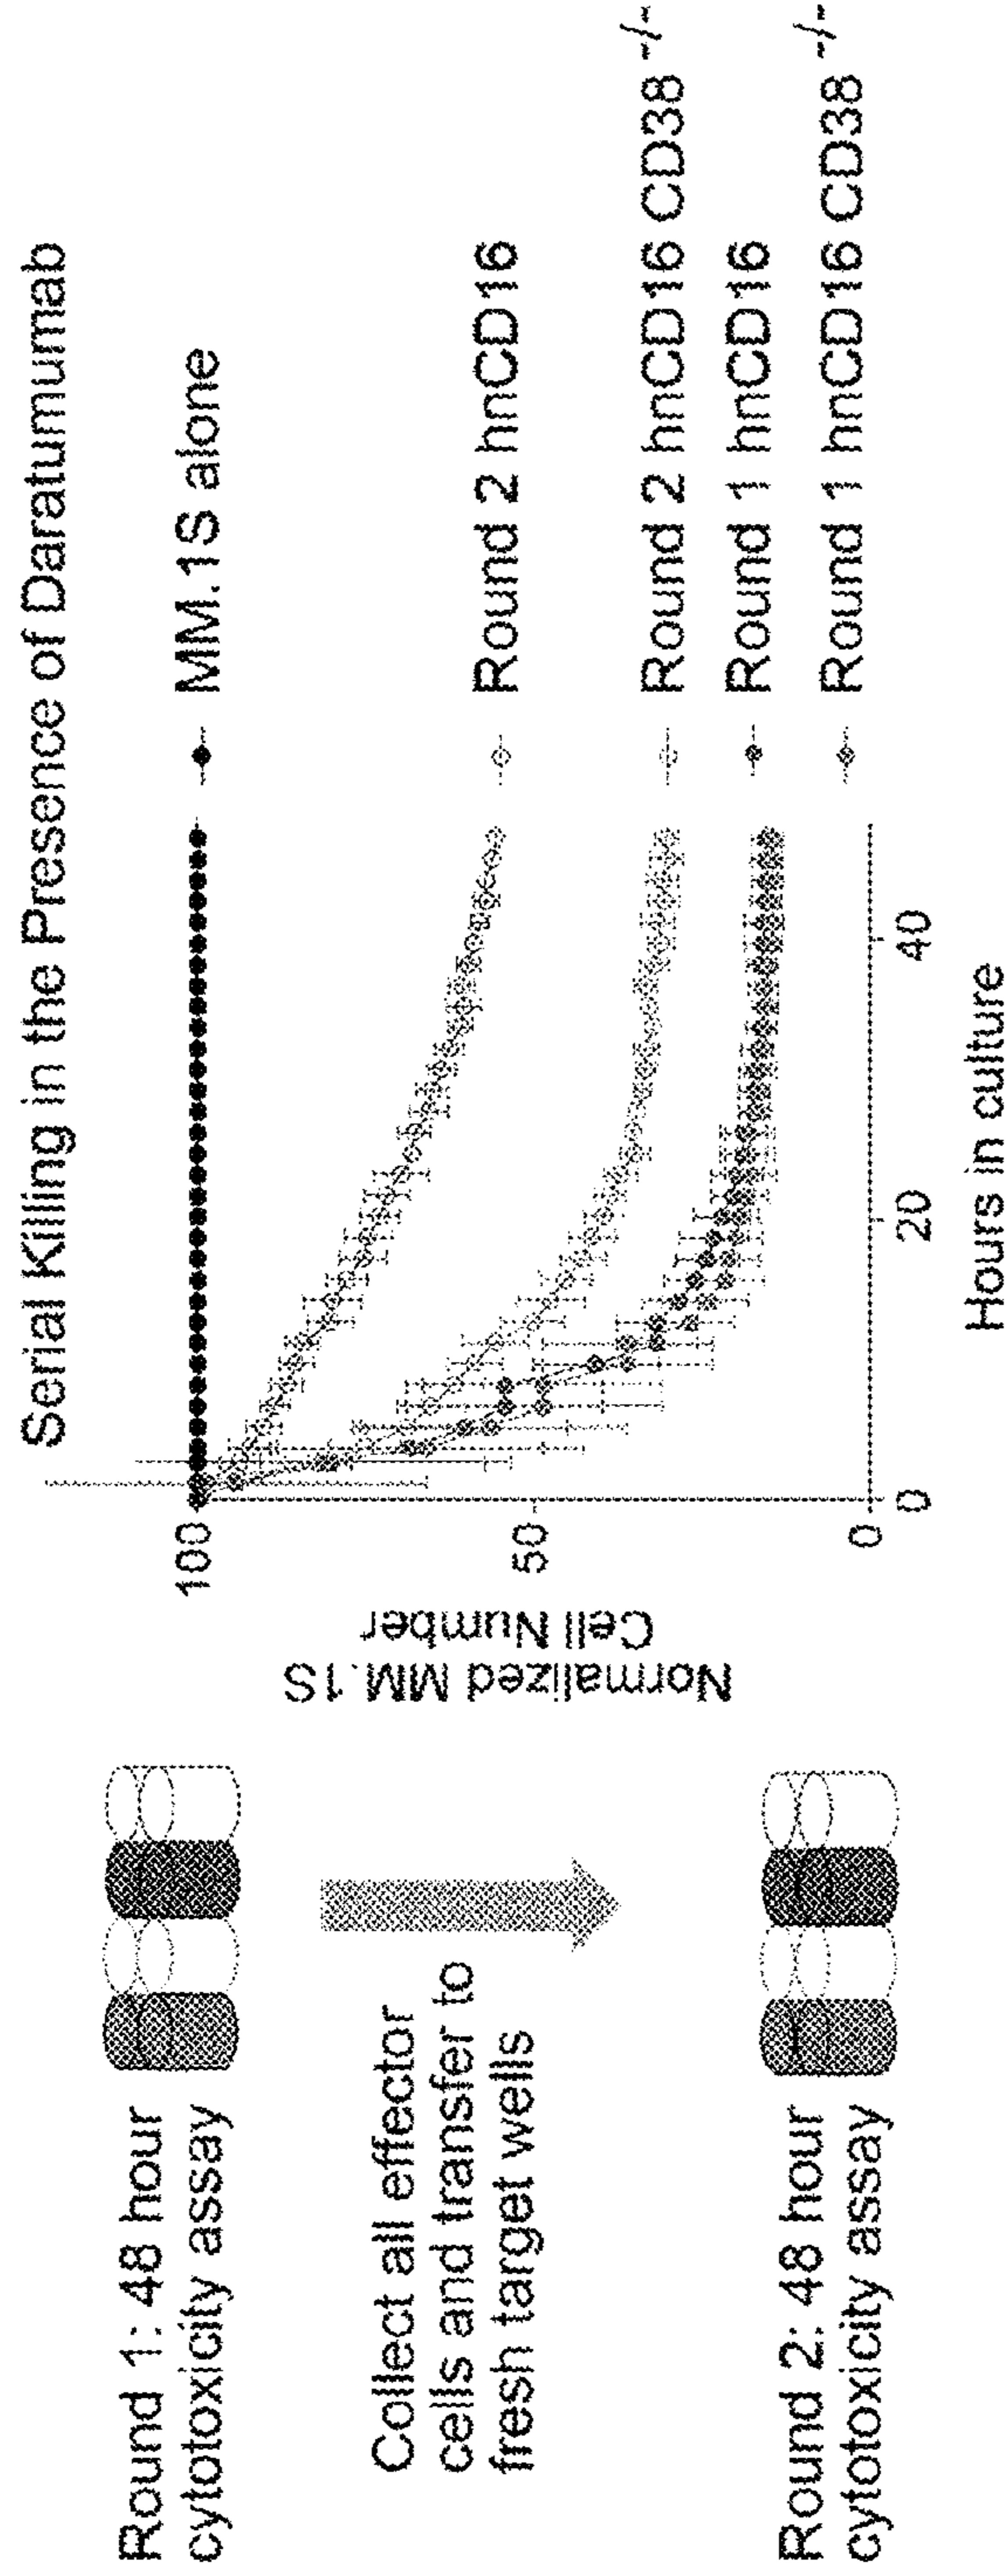 Round 1: 48 hour
cytotoxicity assay
Collect all effector
cells and transfer to
fresh target wells
Round 2: 48 hour
cytotoxicity assay
Serial Killing in the Presence of Daratumumab
Normalized MM.1S
Cell Number
100
50
0
0
20
40
Hours in culture
MM.1S alone
Round 2 hnCD16
Round 2 hnCD16 CD38 -/-
Round 1 hnCD16
Round 1 hnCD16 CD38 -/-